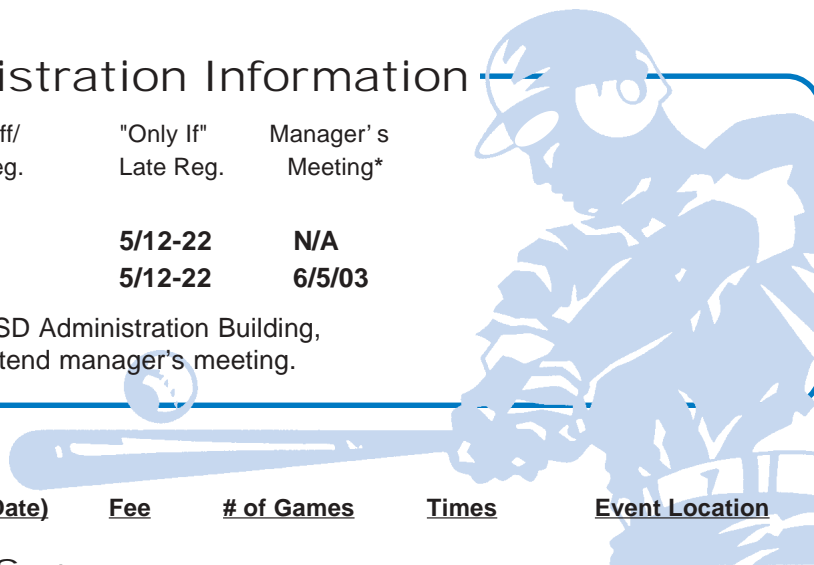 istration Information
ff/ "Only If" Manager's
eg. Late Reg. Meeting*
5/12-22 N/A
5/12-22 6/5/03
SD Administration Building,
tend manager's meeting.
Date) Fee # of Games Times Event Location